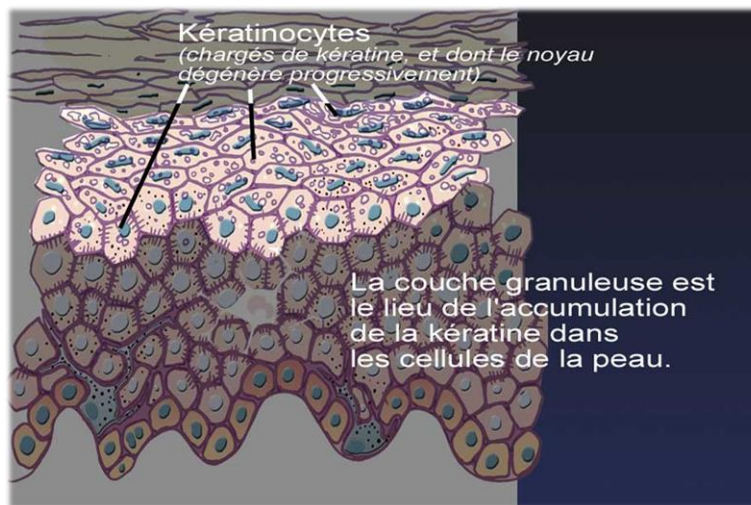 Kératinocytes
(chargés de kératine, et dont le noyau
dégénère progressivement)
La couche granuleuse est
le lieu de l'accumulation
de la kératine dans
les cellules de la peau.